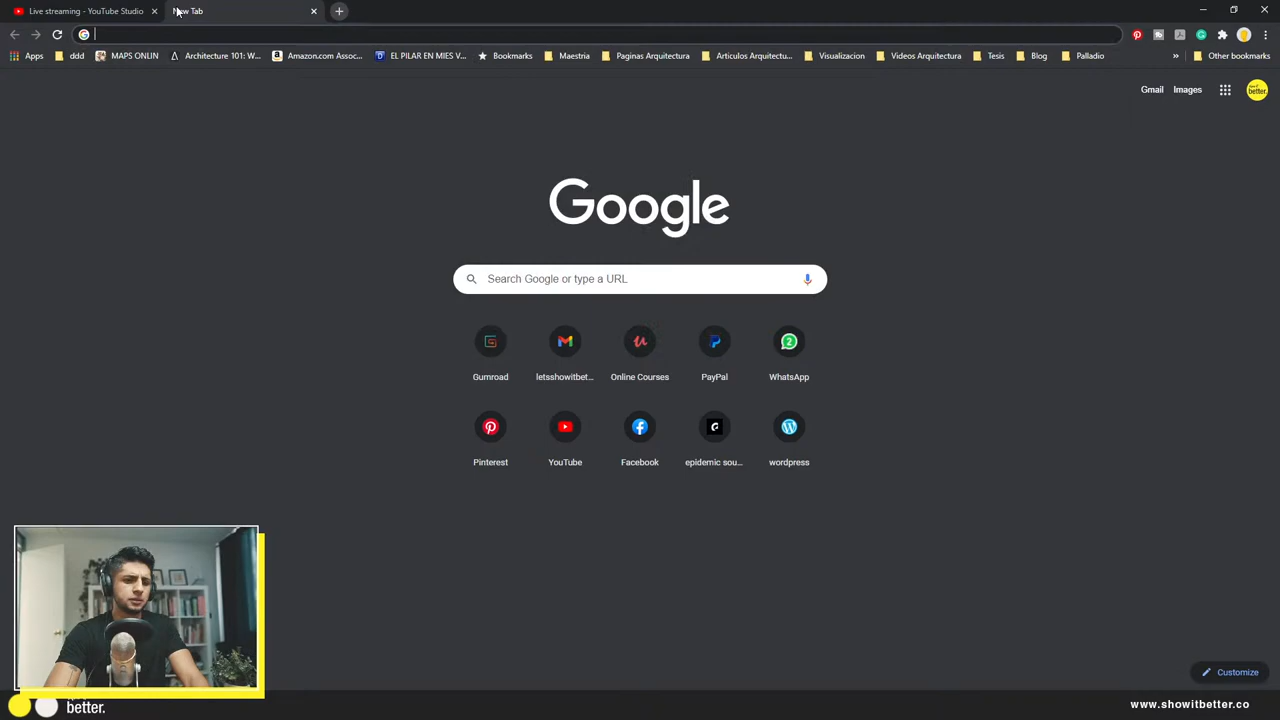 Live streaming - YouTube Studio
New Tab
Apps
ddd
MAPS ONLIN
Architecture 101: W...
Amazon.com Assoc...
EL PILAR EN MIES V...
Bookmarks
Maestria
Paginas Arquitectura
Articulos Arquitectu...
Visualizacion
Videos Arquitectura
Tesis
Blog
Palladio
»
Other bookmarks
Gmail
Images
better.
Google
Search Google or type a URL
2
Gumroad
letsshowitbet...
Online Courses
PayPal
WhatsApp
Pinterest
YouTube
Facebook
epidemic sou...
wordpress
Customize
better.
www.showitbetter.co